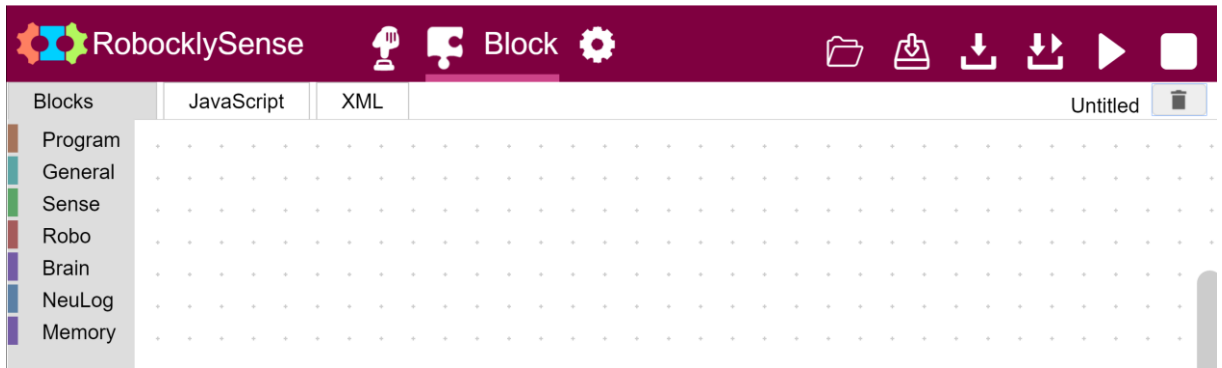 RobocklySense Block
Blocks JavaScript XML Untitled
Program
General
Sense
Robo
Brain
NeuLog
Memory